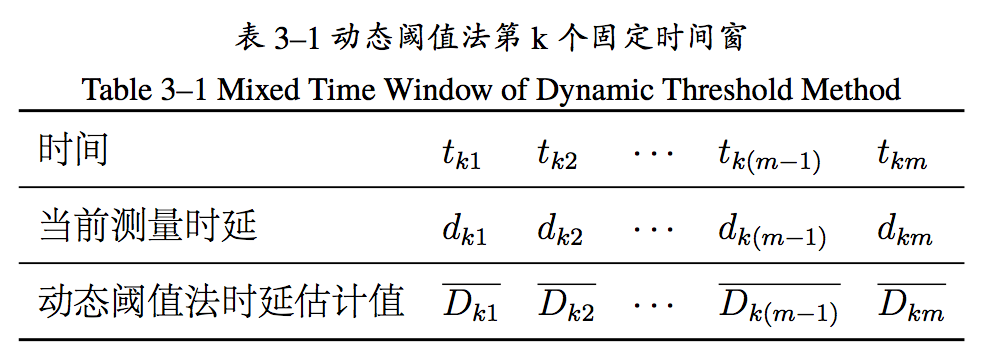 表 3–1 动态阈值法第 k 个固定时间窗
Table 3–1 Mixed Time Window of Dynamic Threshold Method
时间 $t_{k1}$ $t_{k2}$ $\cdots$ $t_{k(m-1)}$ $t_{km}$
当前测量时延 $d_{k1}$ $d_{k2}$ $\cdots$ $d_{k(m-1)}$ $d_{km}$
动态阈值法时延估计值 $\overline{D_{k1}}$ $\overline{D_{k2}}$ $\cdots$ $\overline{D_{k(m-1)}}$ $\overline{D_{km}}$